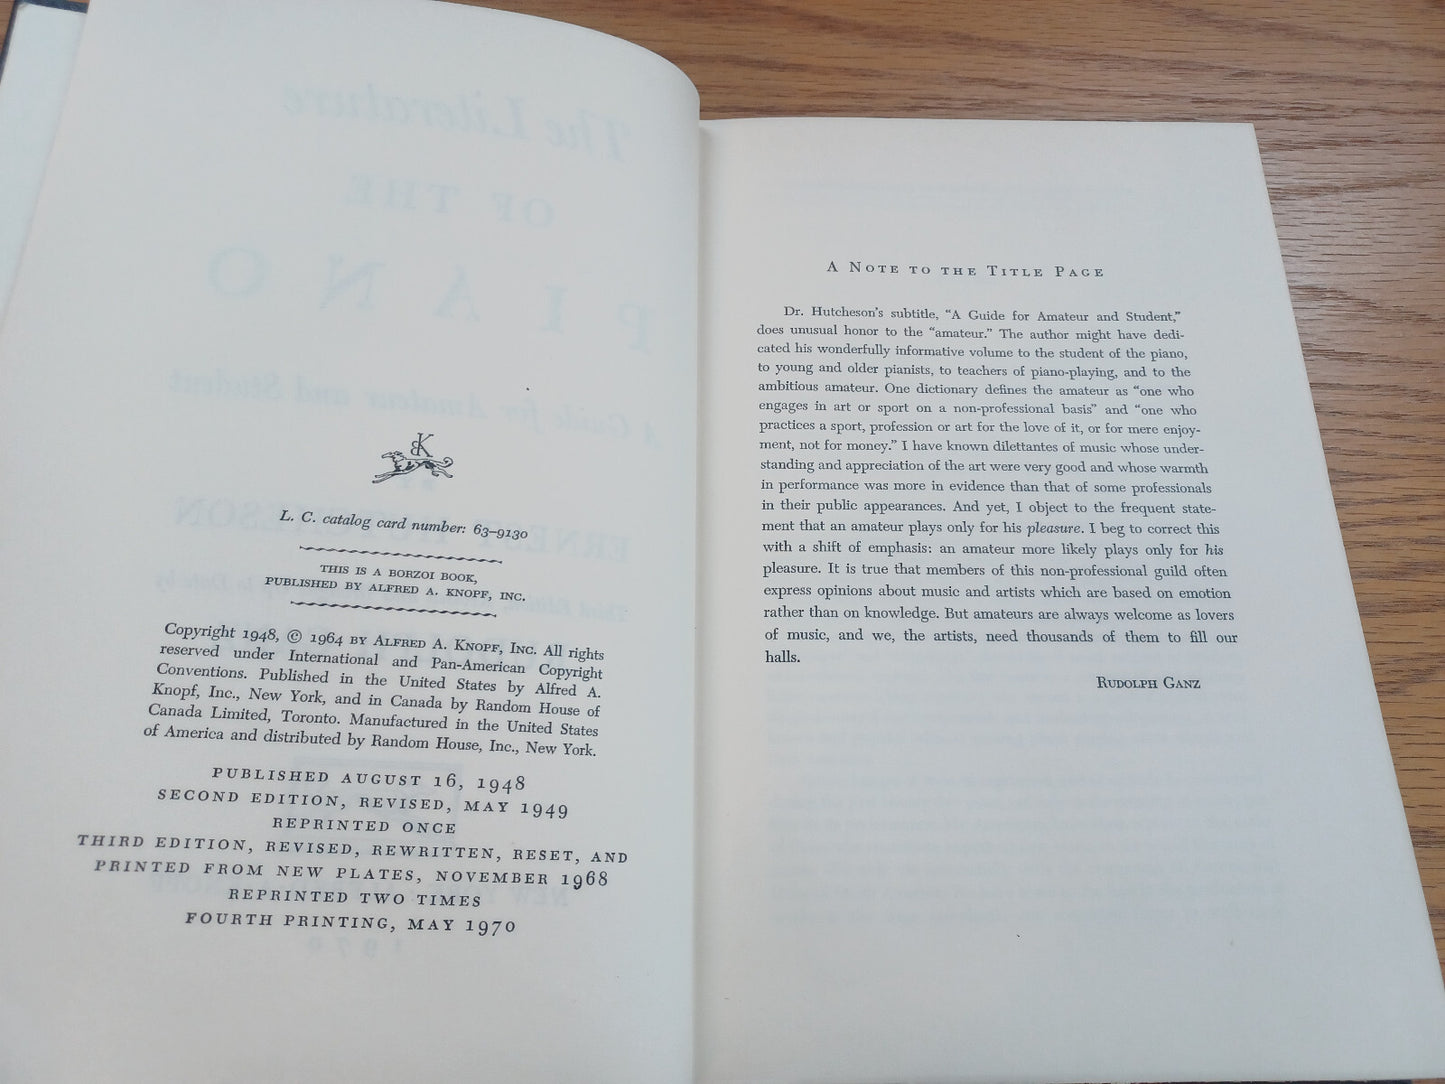 BK
L. C. catalog card number: 63–9130
THIS IS A BORZOI BOOK,
PUBLISHED BY ALFRED A. KNOPF, INC.
Copyright 1948, © 1964 BY ALFRED A. KNOPF, INC. All rights
reserved under International and Pan-American Copyright
Conventions. Published in the United States by Alfred A.
Knopf, Inc., New York, and in Canada by Random House of
Canada Limited, Toronto. Manufactured in the United States
of America and distributed by Random House, Inc., New York.
PUBLISHED AUGUST 16, 1948
SECOND EDITION, REVISED, MAY 1949
REPRINTED ONCE
THIRD EDITION, REVISED, REWRITTEN, RESET, AND
PRINTED FROM NEW PLATES, NOVEMBER 1968
REPRINTED TWO TIMES
FOURTH PRINTING, MAY 1970
A NOTE TO THE TITLE PAGE
Dr. Hutcheson's subtitle, "A Guide for Amateur and Student,"
does unusual honor to the "amateur." The author might have dedi-
cated his wonderfully informative volume to the student of the piano,
to young and older pianists, to teachers of piano-playing, and to the
ambitious amateur. One dictionary defines the amateur as "one who
engages in art or sport on a non-professional basis" and "one who
practices a sport, profession or art for the love of it, or for mere enjoy-
ment, not for money." I have known dilettantes of music whose under-
standing and appreciation of the art were very good and whose warmth
in performance was more in evidence than that of some professionals
in their public appearances. And yet, I object to the frequent state-
ment that an amateur plays only for his pleasure. I beg to correct this
with a shift of emphasis: an amateur more likely plays only for his
pleasure. It is true that members of this non-professional guild often
express opinions about music and artists which are based on emotion
rather than on knowledge. But amateurs are always welcome as lovers
of music, and we, the artists, need thousands of them to fill our
halls.
RUDOLPH GANZ